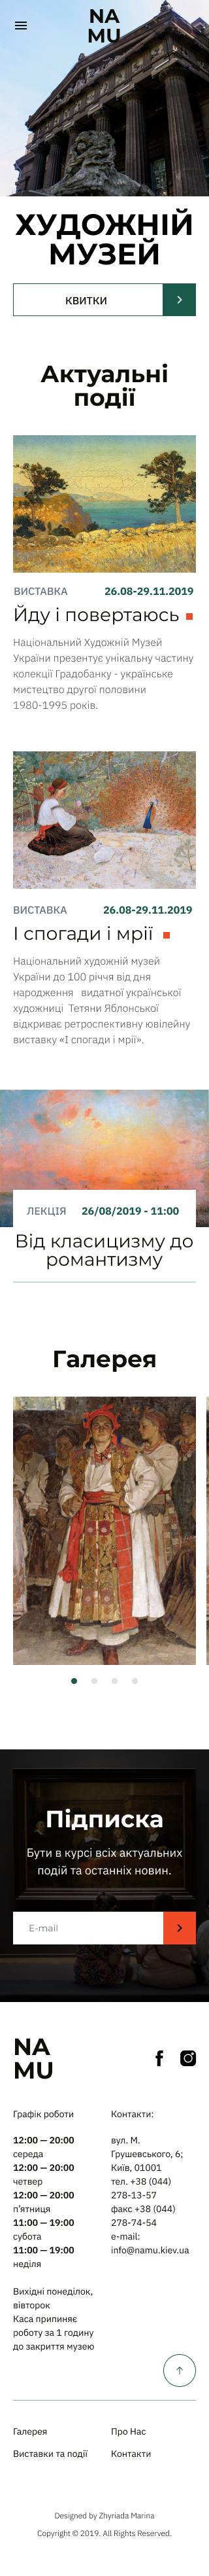 NA
MU
ХУДОЖНІЙ
МУЗЕЙ
КВИТКИ
Актуальні
події
ВИСТАВКА 26.08-29.11.2019
Йду і повертаюсь
Національний Художній Музей
України презентує унікальну частину
колекції Градобанку - українське
мистецтво другої половини
1980-1995 років.
ВИСТАВКА 26.08-29.11.2019
І спогади і мрії
Національний художній музей
України до 100 річчя від дня
народження видатної української
художниці Тетяни Яблонської
відкриває ретроспективну ювілейну
виставку «І спогади і мрії».
ЛЕКЦІЯ 26/08/2019 - 11:00
Від класицизму до
романтизму
Галерея
Підписка
Бути в курсі всіх актуальних
подій та останніх новин.
E-mail
NA
MU
Графік роботи
12:00 — 20:00
середа
12:00 — 20:00
четвер
12:00 — 20:00
п’ятниця
11:00 — 19:00
субота
11:00 — 19:00
неділя
Вихідні понеділок,
вівторок
Каса припиняє
роботу за 1 годину
до закриття музею
Контакти:
вул. М.
Грушевського, 6;
Київ, 01001
тел. +38 (044)
278-13-57
факс +38 (044)
278-74-54
e-mail:
info@namu.kiev.ua
Галерея
Про Нас
Виставки та події
Контакти
Designed by Zhyriada Marina
Copyright © 2019. All Rights Reserved.